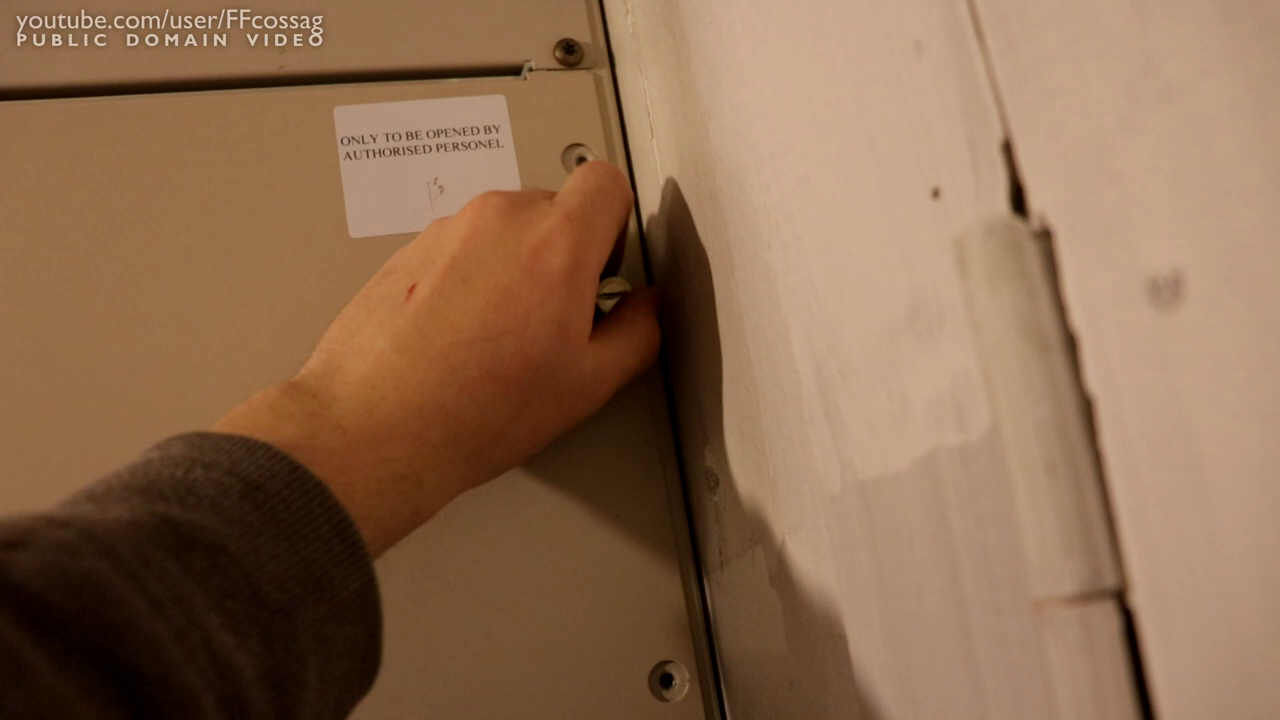 youtube.com/user/FFcossag
PUBLIC DOMAIN VIDEO
ONLY TO BE OPENED BY
AUTHORISED PERSONEL